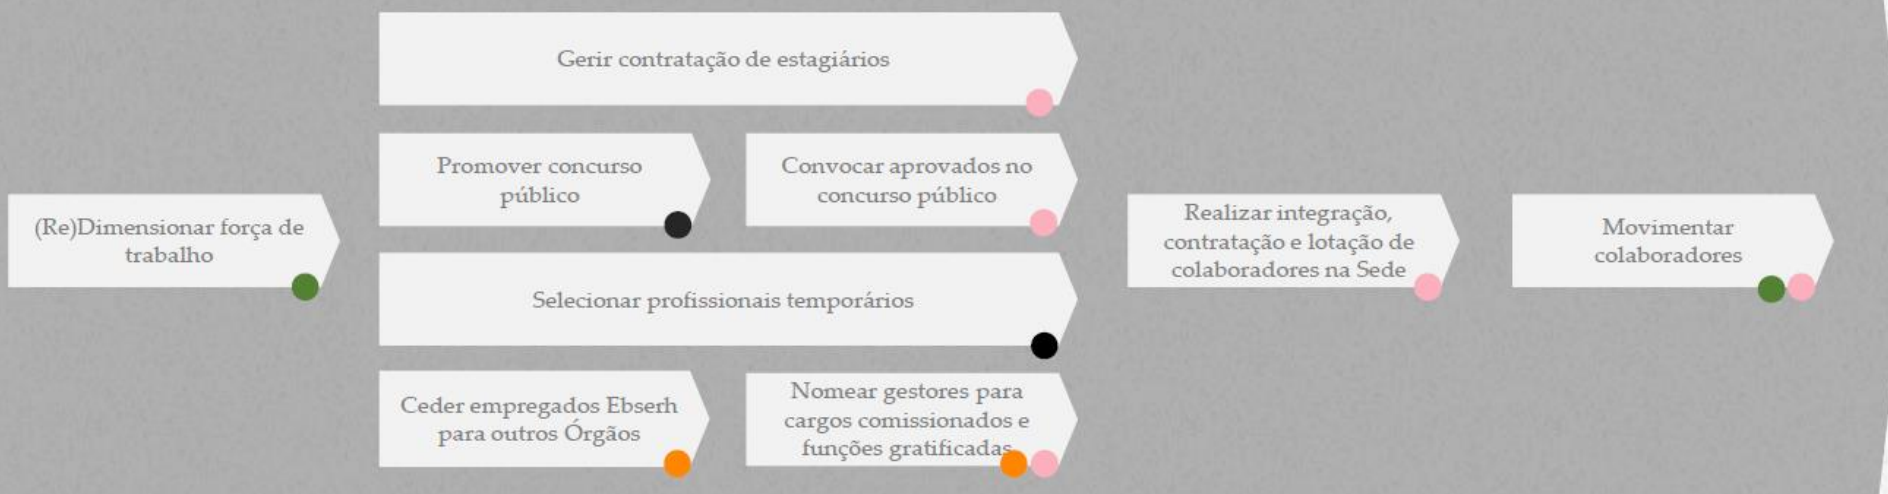 Gerir contratação de estagiários
Promover concurso
público
Convocar aprovados no
concurso público
(Re)Dimensionar força de
trabalho
Realizar integração,
contratação e lotação de
colaboradores na Sede
Movimentar
colaboradores
Selecionar profissionais temporários
Ceder empregados Ebserh
para outros Órgãos
Nomear gestores para
cargos comissionados e
funções gratificadas